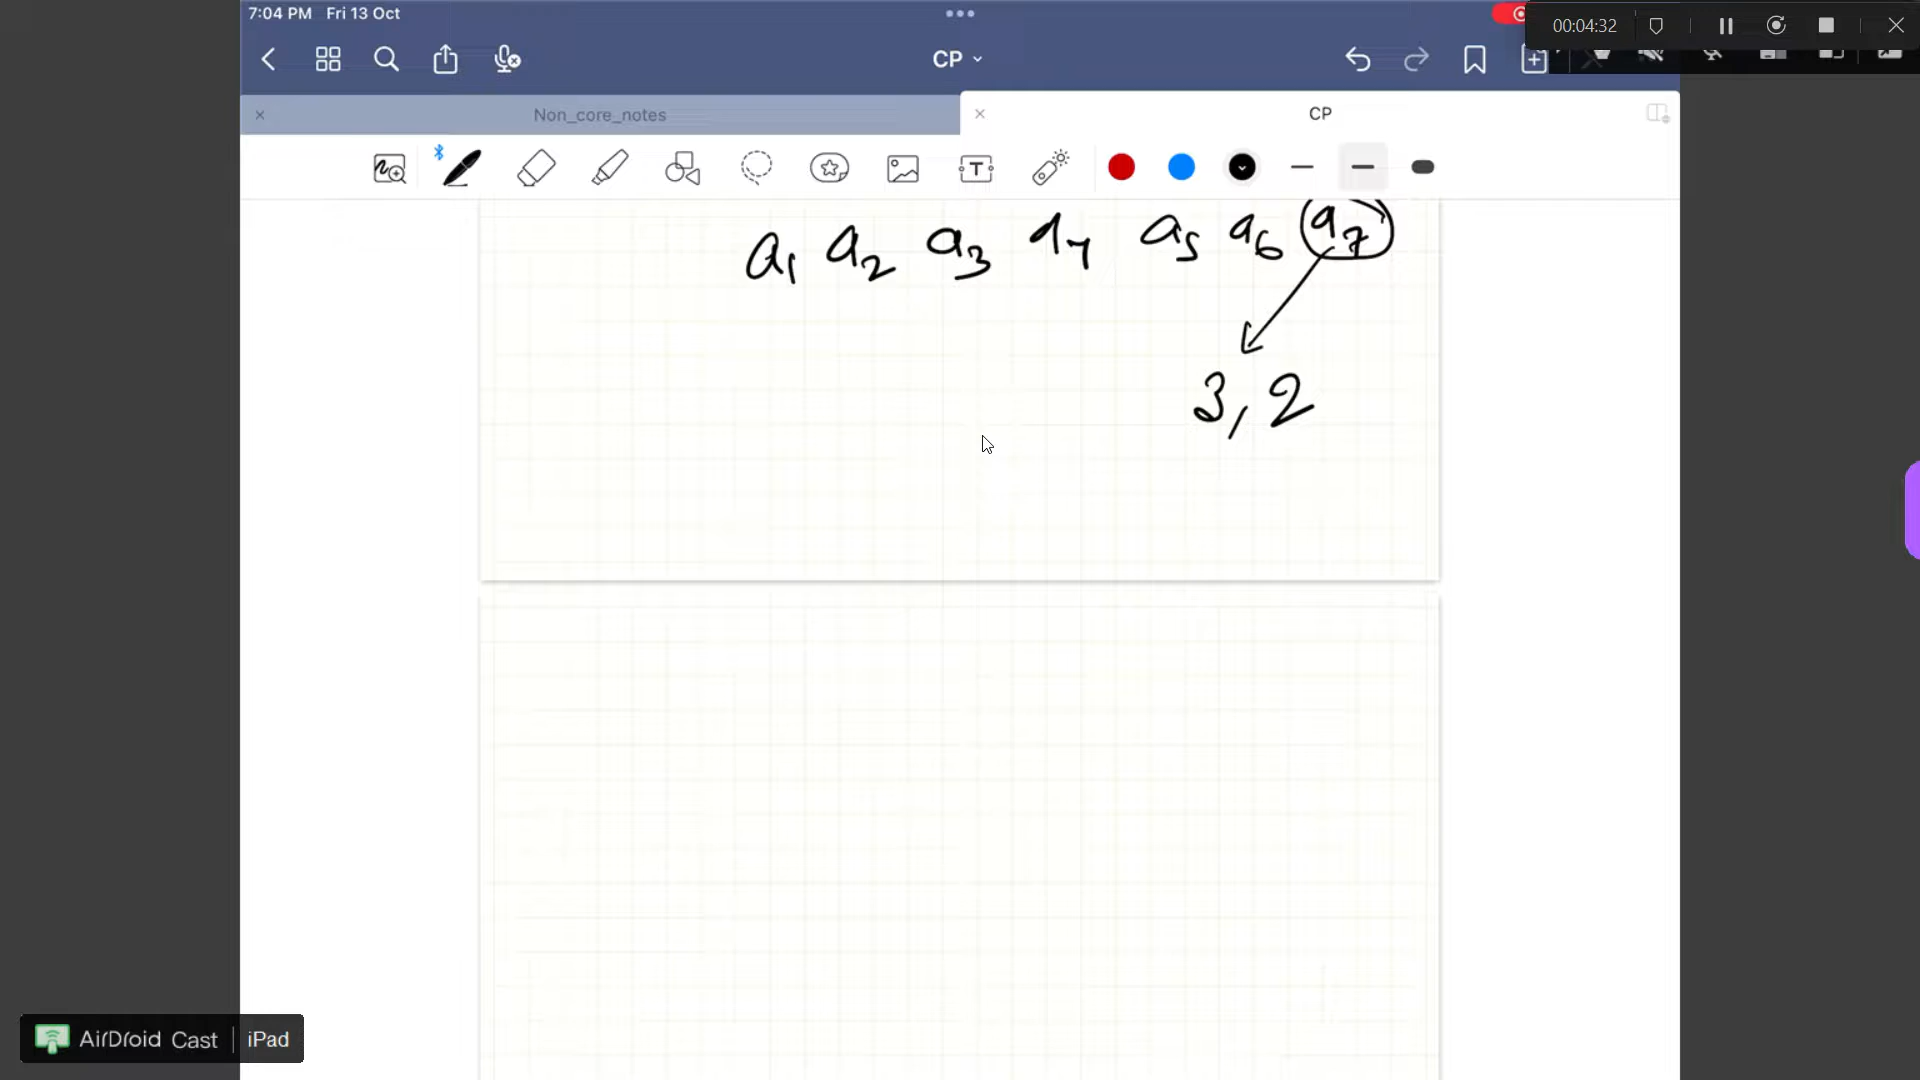 7:04 PM Fri 13 Oct
00:04:32
CP
Non_core_notes
CP
T
a1 a2 a3 a4 a5 a6 a7
3, 2
AirDroid Cast | iPad